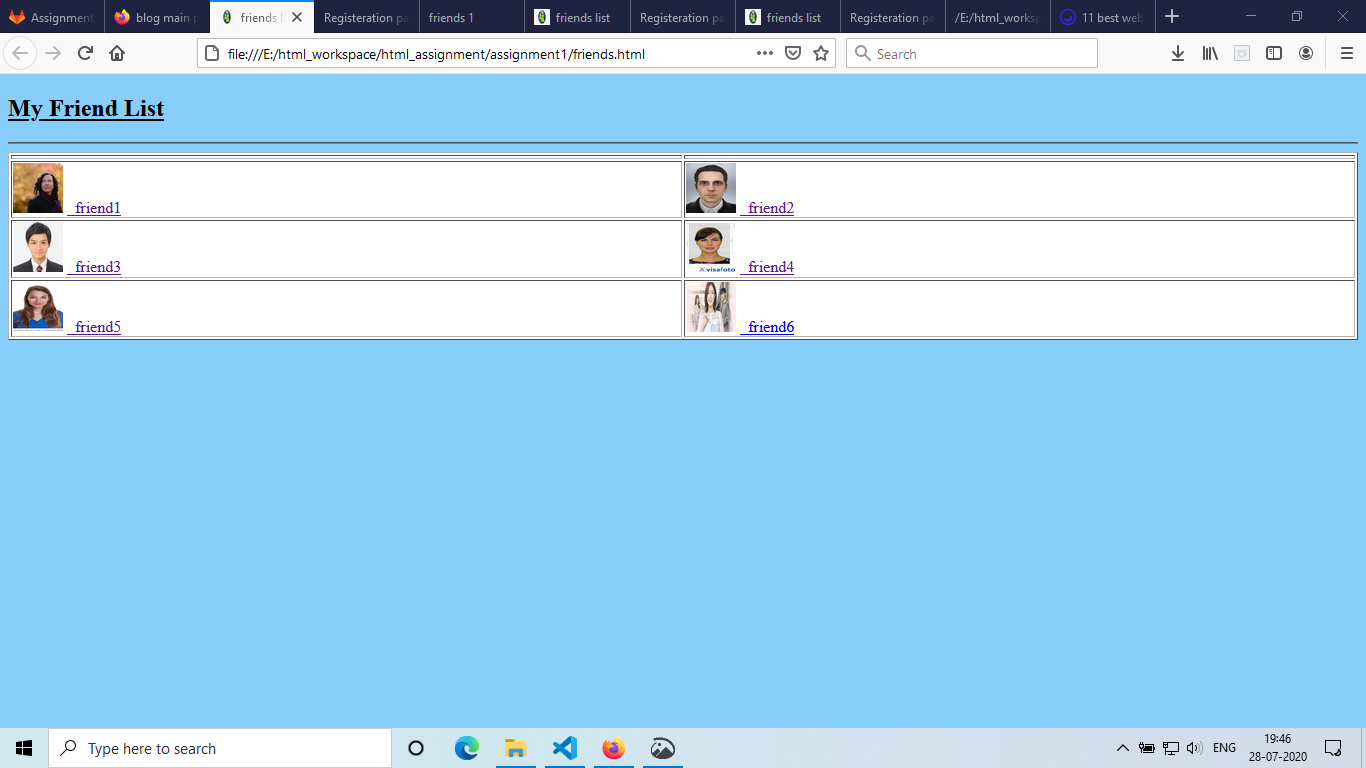 Assignment blog main p friends li Registeration pa friends 1 friends list Registeration pa friends list Registeration pa /E:/html_worksp 11 best web
file:///E:/html_workspace/html_assignment/assignment1/friends.html Search
My Friend List
friend1 friend2
friend3 friend4
visafoto
friend5 friend6
Type here to search ENG 19:46
28-07-2020